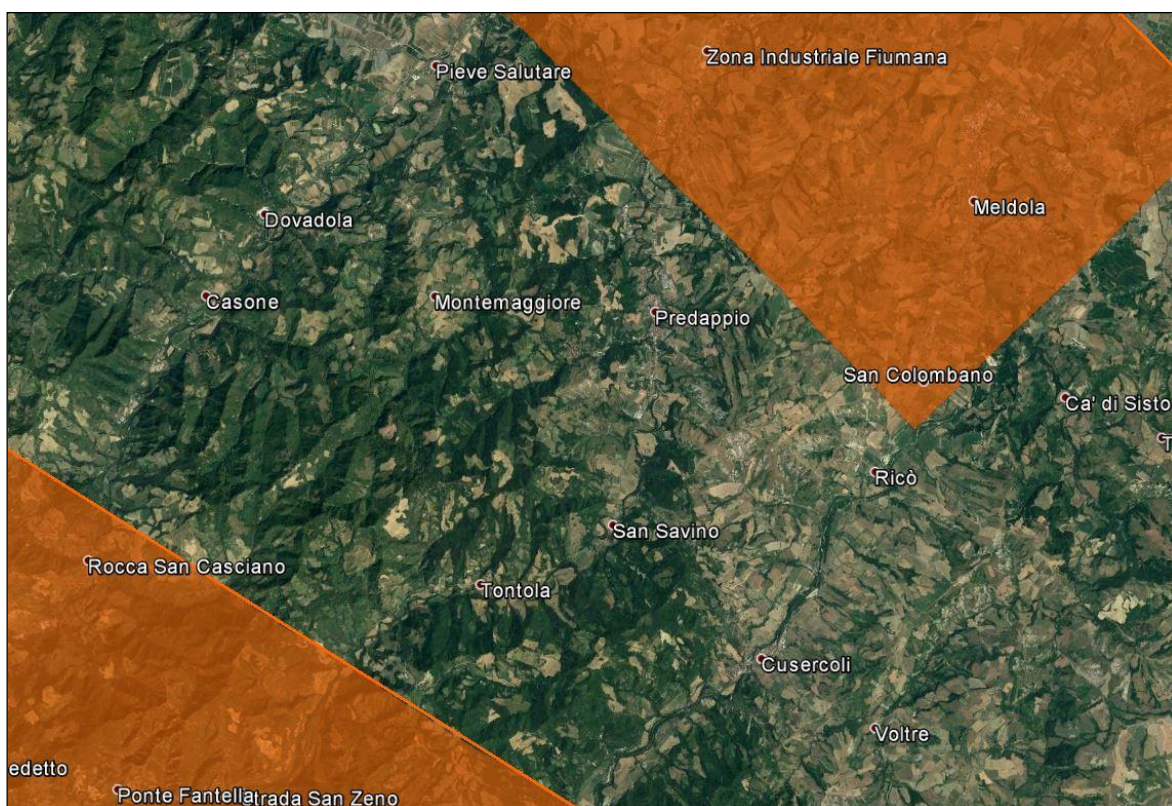 Zona Industriale Fiumana
Pieve Salutare
Meldola
Dovadola
Casone
Montemaggiore
Predappio
San Colombano
Ca' di Sisto
T
Ricò
San Savino
Rocca San Casciano
Tontola
Cusercoli
Voltre
edetto
Ponte Fantella
trada San Zeno